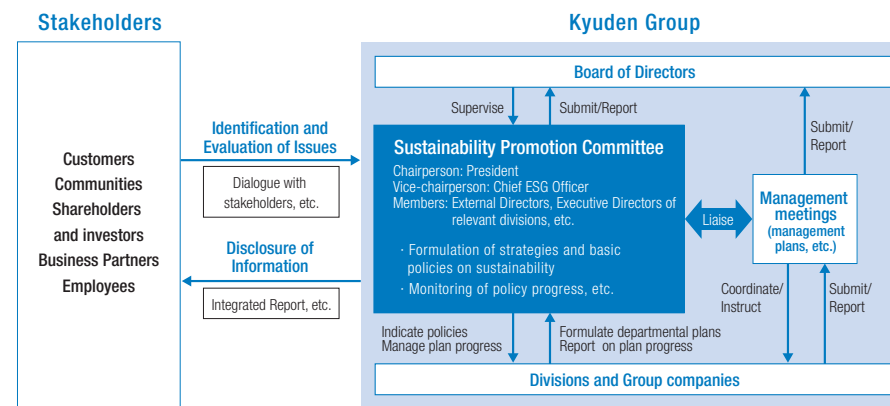 Stakeholders
Kyuden Group
Customers
Communities
Shareholders
and investors
Business Partners
Employees
Identification and
Evaluation of Issues
Dialogue with
stakeholders, etc.
Disclosure of
Information
Integrated Report, etc.
Board of Directors
Supervise
Submit/Report
Submit/
Report
Sustainability Promotion Committee
Chairperson: President
Vice-chairperson: Chief ESG Officer
Members: External Directors, Executive Directors of
relevant divisions, etc.
· Formulation of strategies and basic
policies on sustainability
· Monitoring of policy progress, etc.
Liaise
Management
meetings
(management
plans, etc.)
Indicate policies
Manage plan progress
Formulate departmental plans
Report on plan progress
Coordinate/
Instruct
Submit/
Report
Divisions and Group companies